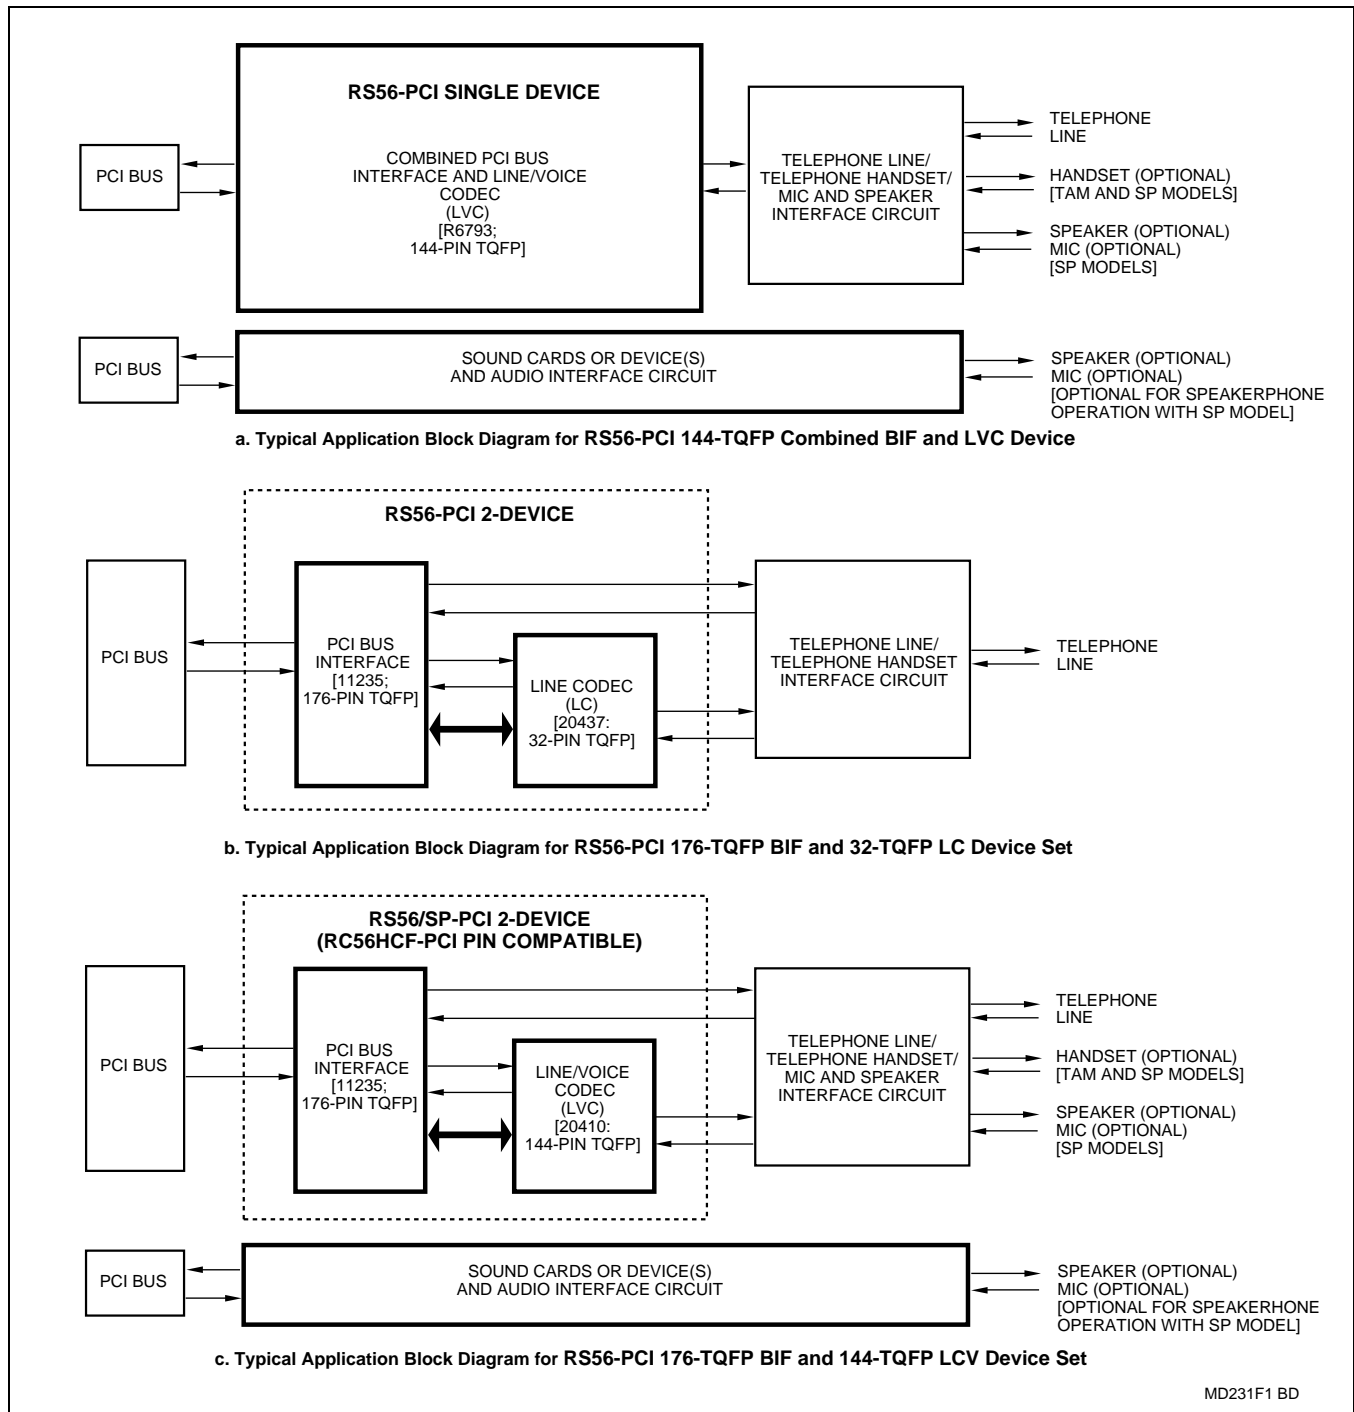 RS56-PCI SINGLE DEVICE
PCI BUS
COMBINED PCI BUS
INTERFACE AND LINE/VOICE
CODEC
(LVC)
[R6793;
144-PIN TQFP]
TELEPHONE LINE/
TELEPHONE HANDSET/
MIC AND SPEAKER
INTERFACE CIRCUIT
TELEPHONE
LINE
HANDSET (OPTIONAL)
[TAM AND SP MODELS]
SPEAKER (OPTIONAL)
MIC (OPTIONAL)
[SP MODELS]
PCI BUS
SOUND CARDS OR DEVICE(S)
AND AUDIO INTERFACE CIRCUIT
SPEAKER (OPTIONAL)
MIC (OPTIONAL)
[OPTIONAL FOR SPEAKERPHONE
OPERATION WITH SP MODEL]
a. Typical Application Block Diagram for RS56-PCI 144-TQFP Combined BIF and LVC Device
RS56-PCI 2-DEVICE
PCI BUS
PCI BUS
INTERFACE
[11235;
176-PIN TQFP]
LINE CODEC
(LC)
[20437:
32-PIN TQFP]
TELEPHONE LINE/
TELEPHONE HANDSET
INTERFACE CIRCUIT
TELEPHONE
LINE
b. Typical Application Block Diagram for RS56-PCI 176-TQFP BIF and 32-TQFP LC Device Set
RS56/SP-PCI 2-DEVICE
(RC56HCF-PCI PIN COMPATIBLE)
PCI BUS
PCI BUS
INTERFACE
[11235;
176-PIN TQFP]
LINE/VOICE
CODEC
(LVC)
[20410:
144-PIN TQFP]
TELEPHONE LINE/
TELEPHONE HANDSET/
MIC AND SPEAKER
INTERFACE CIRCUIT
TELEPHONE
LINE
HANDSET (OPTIONAL)
[TAM AND SP MODELS]
SPEAKER (OPTIONAL)
MIC (OPTIONAL)
[SP MODELS]
PCI BUS
SOUND CARDS OR DEVICE(S)
AND AUDIO INTERFACE CIRCUIT
SPEAKER (OPTIONAL)
MIC (OPTIONAL)
[OPTIONAL FOR SPEAKERHONE
OPERATION WITH SP MODEL]
c. Typical Application Block Diagram for RS56-PCI 176-TQFP BIF and 144-TQFP LCV Device Set
MD231F1 BD